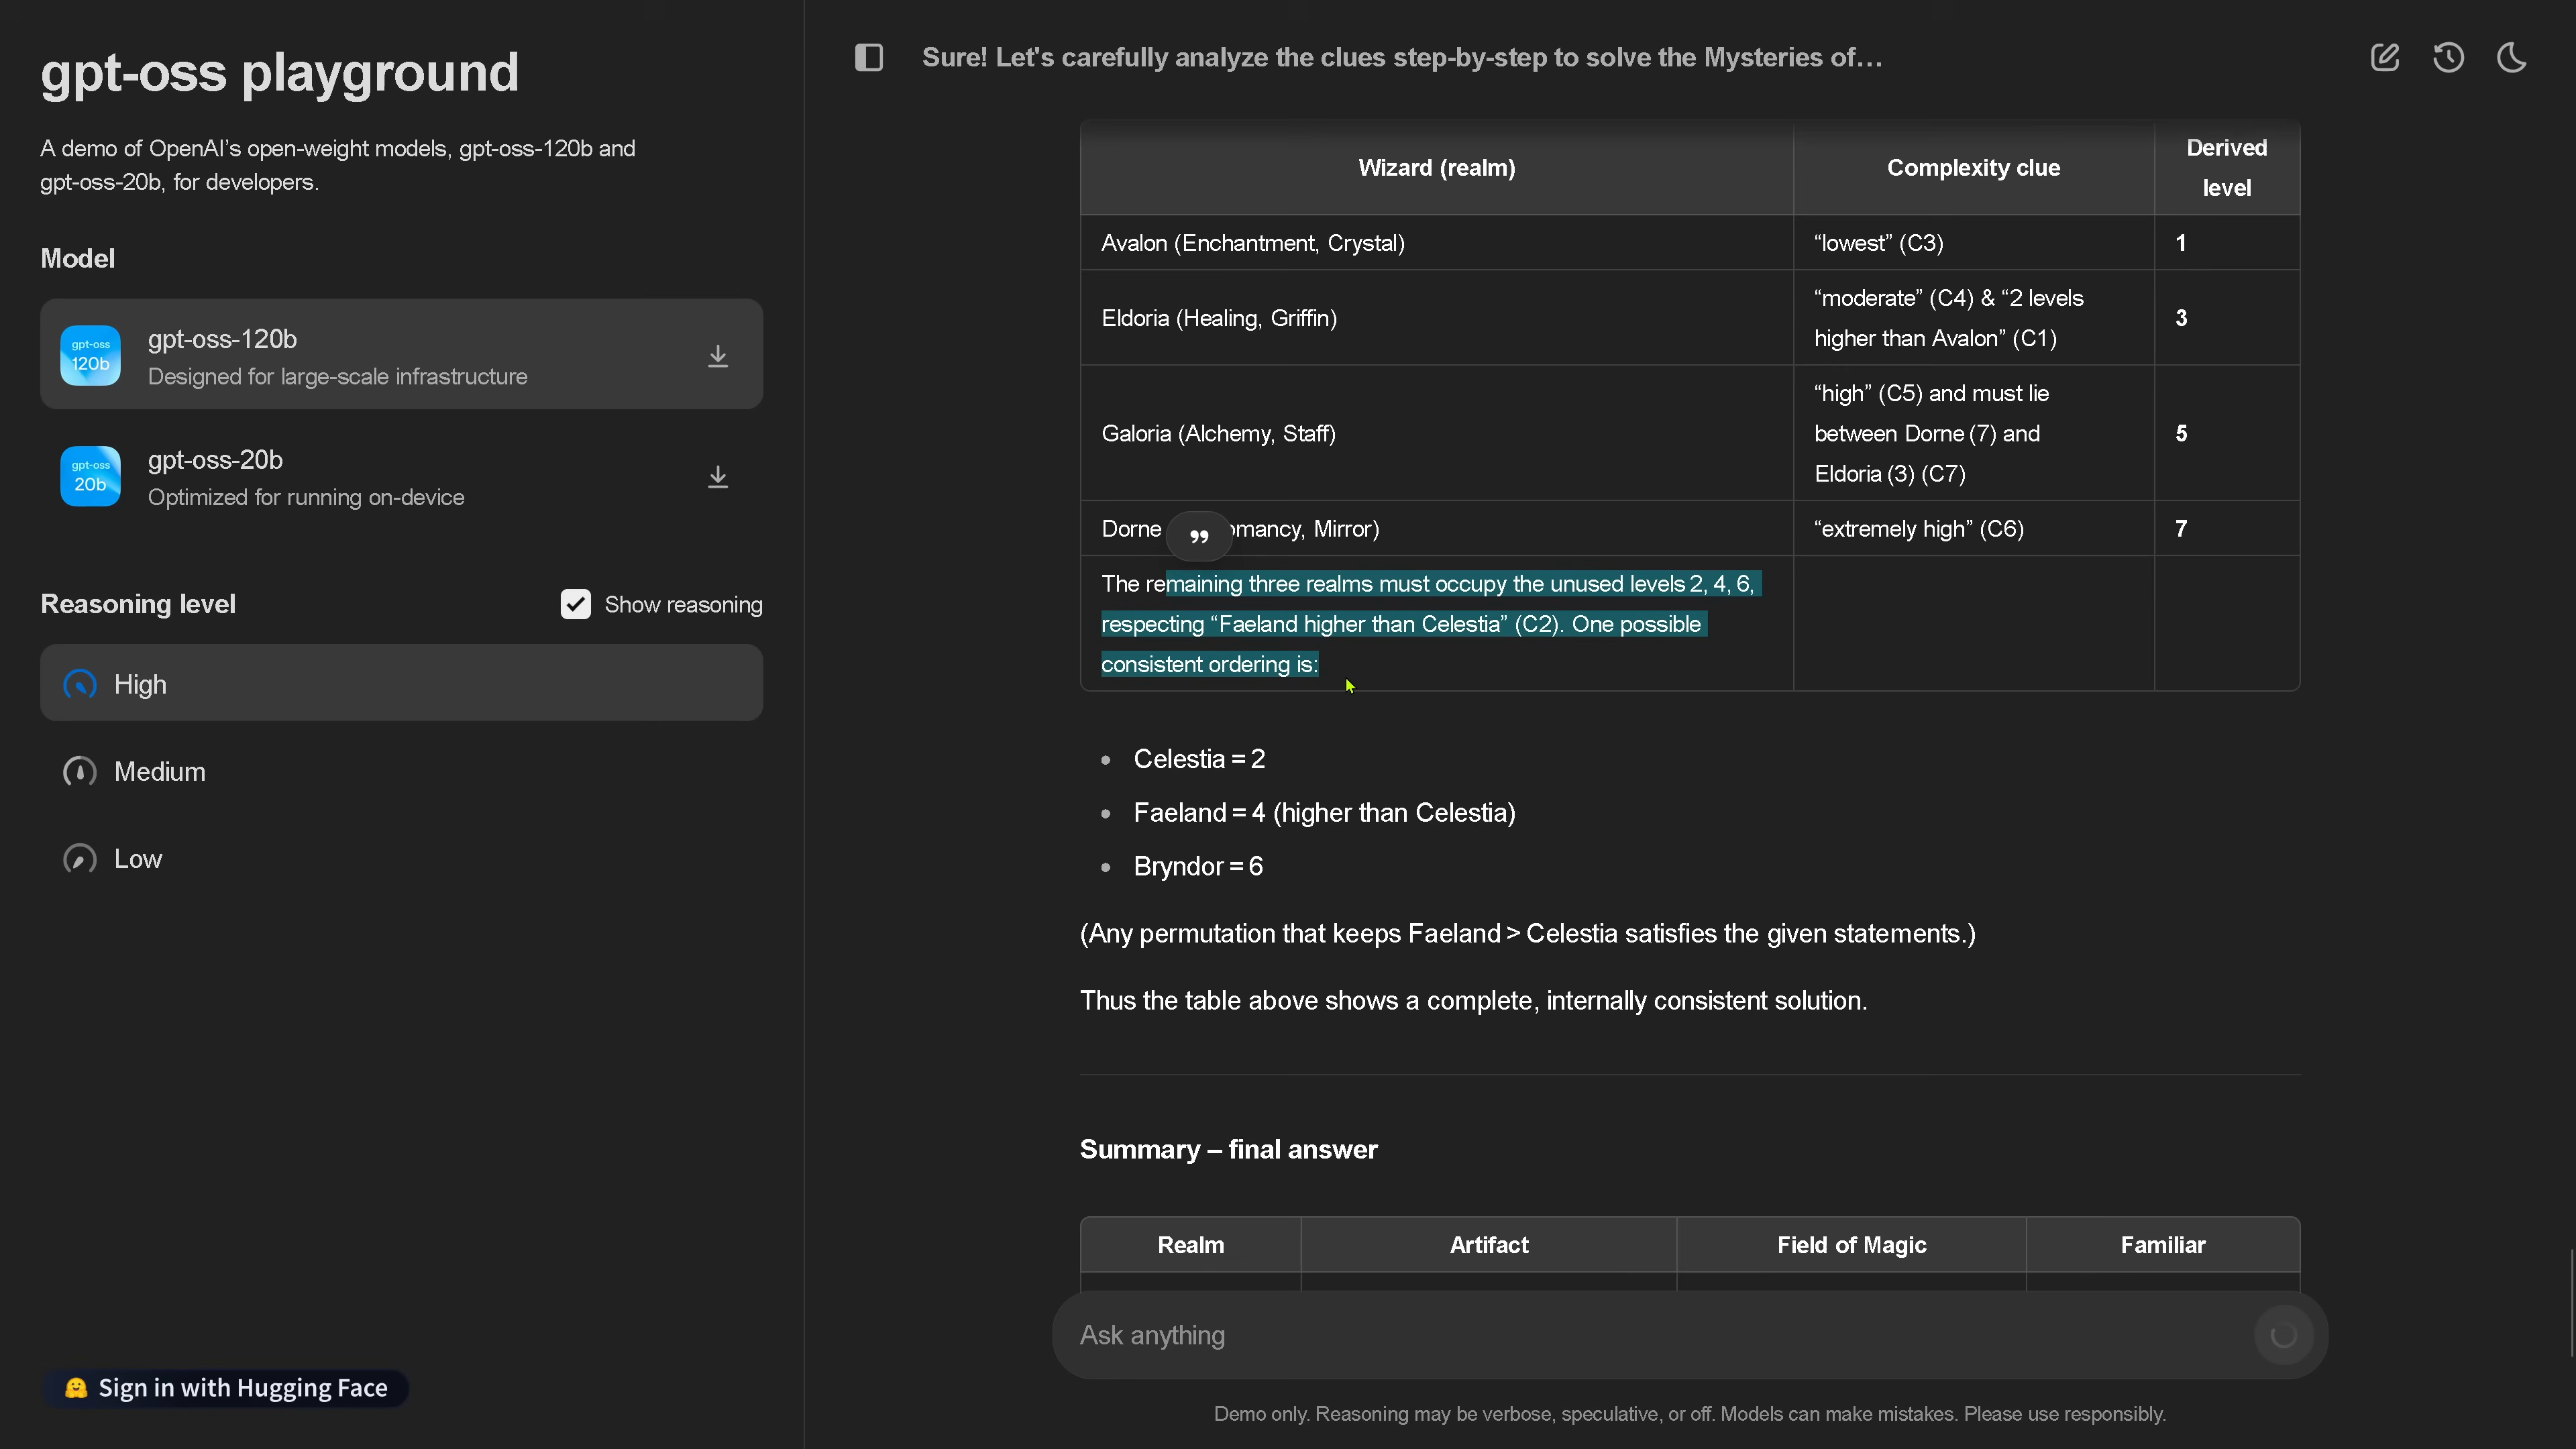 gpt-oss playground
A demo of OpenAI's open-weight models, gpt-oss-120b and
gpt-oss-20b, for developers.
Model
gpt-oss
120b
gpt-oss-120b
Designed for large-scale infrastructure
gpt-oss
20b
gpt-oss-20b
Optimized for running on-device
Reasoning level
Show reasoning
High
Medium
Low
Sign in with Hugging Face
Sure! Let's carefully analyze the clues step-by-step to solve the Mysteries of…
Wizard (realm)
Complexity clue
Derived
level
Avalon (Enchantment, Crystal)
“lowest” (C3)
1
Eldoria (Healing, Griffin)
“moderate” (C4) & “2 levels
higher than Avalon” (C1)
3
Galoria (Alchemy, Staff)
“high” (C5) and must lie
between Dorne (7) and
Eldoria (3) (C7)
5
Dorne omancy, Mirror)
“extremely high” (C6)
7
The remaining three realms must occupy the unused levels 2, 4, 6,
respecting “Faeland higher than Celestia” (C2). One possible
consistent ordering is:
• Celestia = 2
• Faeland = 4 (higher than Celestia)
• Bryndor = 6
(Any permutation that keeps Faeland > Celestia satisfies the given statements.)
Thus the table above shows a complete, internally consistent solution.
Summary – final answer
Realm
Artifact
Field of Magic
Familiar
Ask anything
Demo only. Reasoning may be verbose, speculative, or off. Models can make mistakes. Please use responsibly.